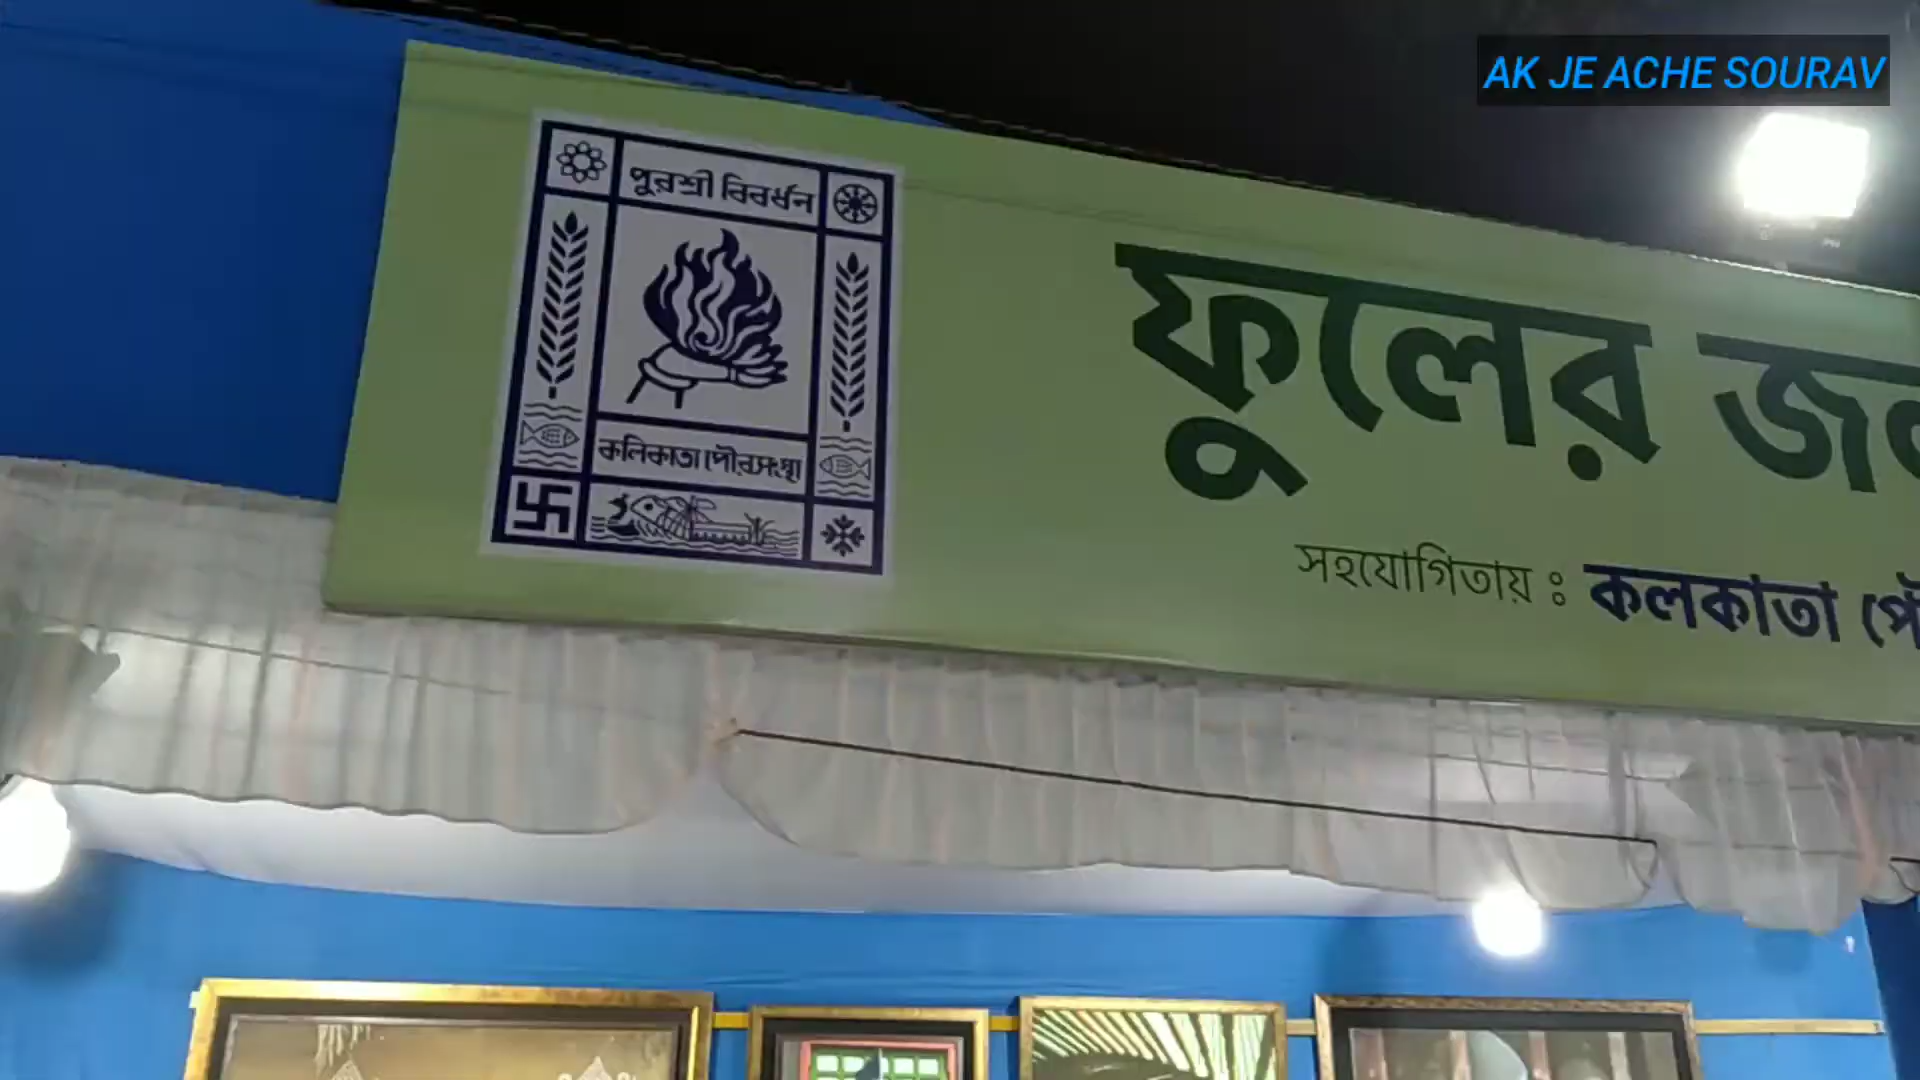 AK JE ACHE SOURAV
পুরশ্রী বিবর্ধন
কলিকাতা পৌরসংস্থা
ফুলের
সহযোগিতায় : কলকাতা